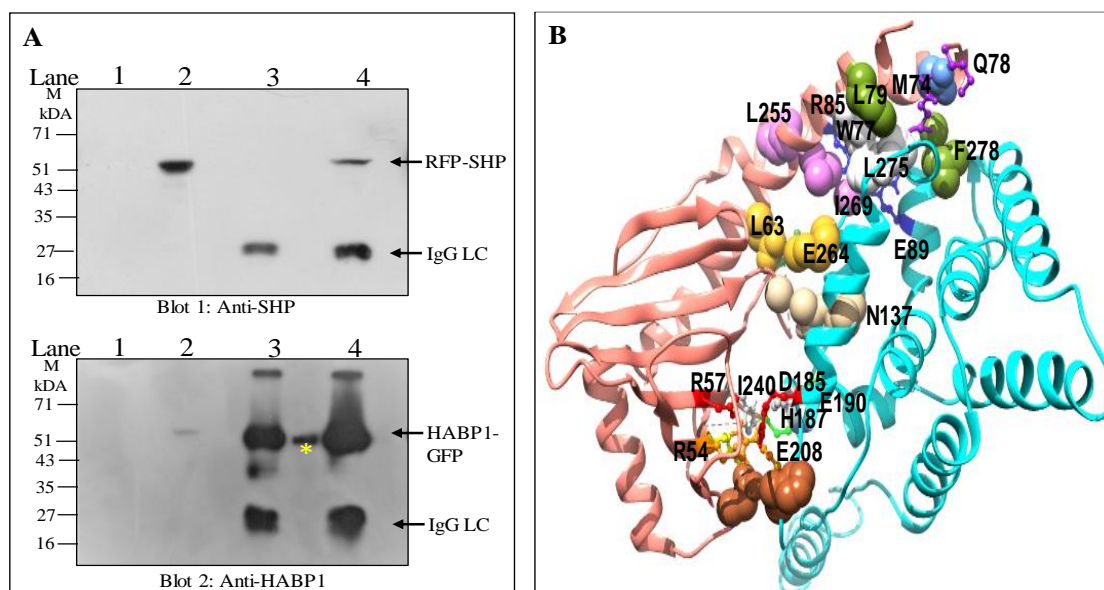 A
Lane 1 2 3 4
M
kDA
71
51
43
35
27
16
RFP-SHP
IgG LC
Blot 1: Anti-SHP
Lane 1 2 3 4
M
kDA
71
51
43
35
27
16
HABP1-
GFP
*
IgG LC
Blot 2: Anti-HABP1
B
Q78
M74
L79
R85
L255
W77
F278
L275
I269
L63
E89
E264
N137
R57
I240
D185
E190
H187
R54
E208